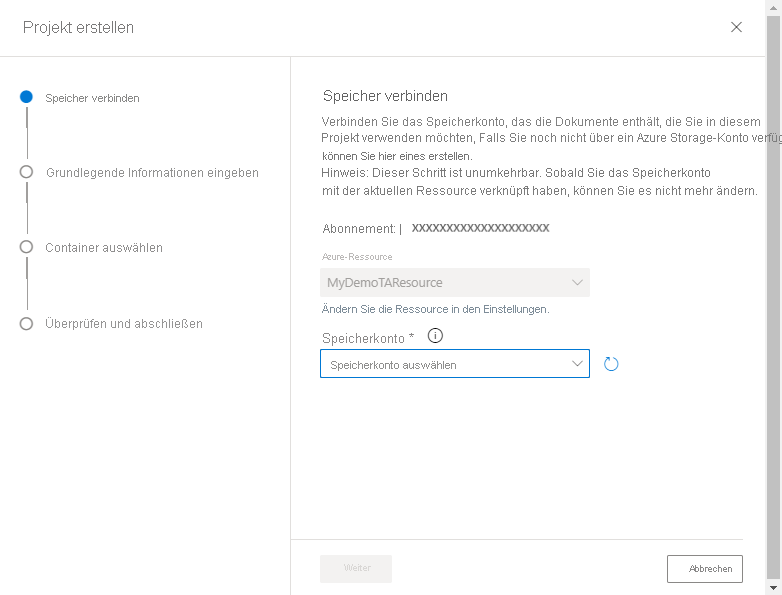 Projekt erstellen
Speicher verbinden
Grundlegende Informationen eingeben
Container auswählen
Überprüfen und abschließen
Speicher verbinden
Verbinden Sie das Speicherkonto, das die Dokumente enthält, die Sie in diesem
Projekt verwenden möchten, Falls Sie noch nicht über ein Azure Storage-Konto verfüg
können Sie hier eines erstellen.
Hinweis: Dieser Schritt ist unumkehrbar. Sobald Sie das Speicherkonto
mit der aktuellen Ressource verknüpft haben, können Sie es nicht mehr ändern.
Abonnement: | XXXXXXXXXXXXXXXXXXXX
Azure-Ressource
MyDemoTAResource
Ändern Sie die Ressource in den Einstellungen.
Speicherkonto *
Speicherkonto auswählen
Weiter
Abbrechen